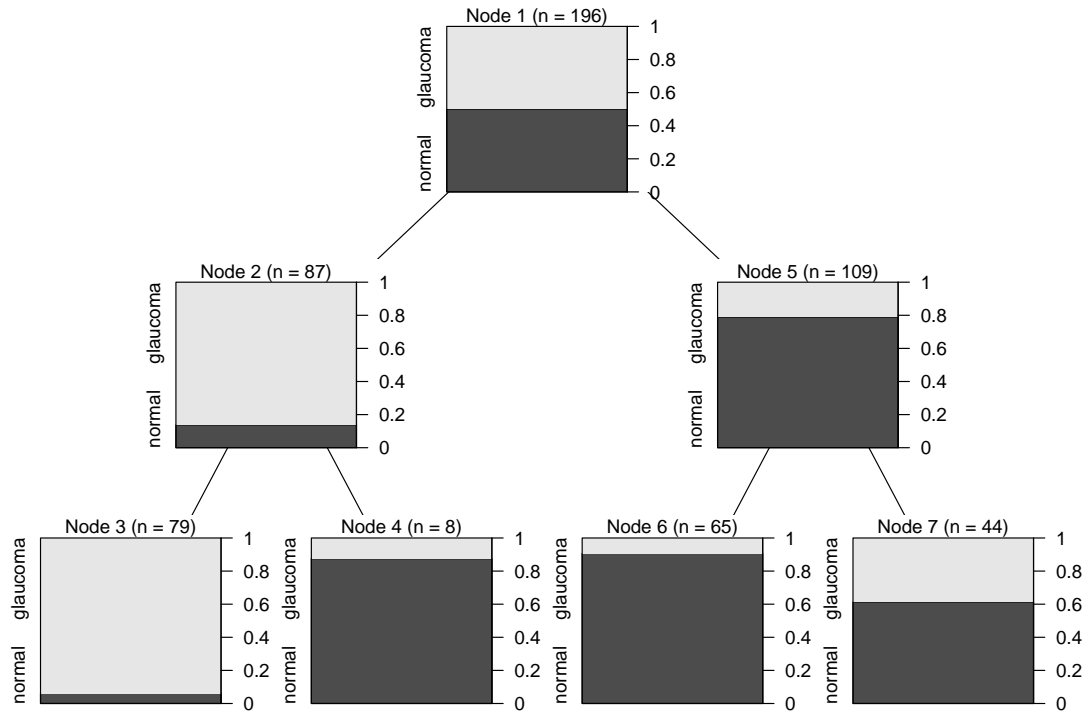 Node 1 (n = 196)
glaucoma
normal
1
0.8
0.6
0.4
0.2
0
Node 2 (n = 87)
glaucoma
normal
1
0.8
0.6
0.4
0.2
0
Node 5 (n = 109)
glaucoma
normal
1
0.8
0.6
0.4
0.2
0
Node 3 (n = 79)
glaucoma
normal
1
0.8
0.6
0.4
0.2
0
Node 4 (n = 8)
glaucoma
normal
1
0.8
0.6
0.4
0.2
0
Node 6 (n = 65)
glaucoma
normal
1
0.8
0.6
0.4
0.2
0
Node 7 (n = 44)
glaucoma
normal
1
0.8
0.6
0.4
0.2
0